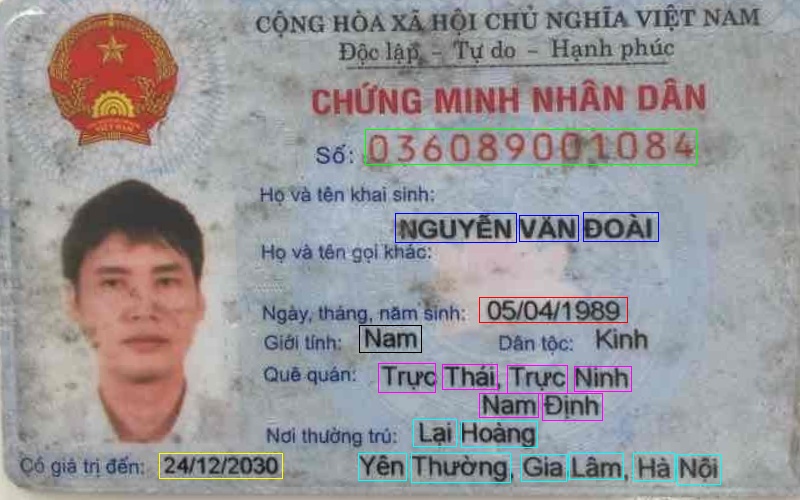 CỘNG HÒA XÃ HỘI CHỦ NGHĨA VIỆT NAM
Độc lập - Tự do - Hạnh phúc
CHỨNG MINH NHÂN DÂN
VIỆT NAM
Số: 036089001084
Họ và tên khai sinh:
NGUYỄN VĂN ĐOÀI
Họ và tên gọi khác:
Ngày, tháng, năm sinh: 05/04/1989
Giới tính: Nam Dân tộc: Kinh
Quê quán: Trực Thái, Trực Ninh
Nam Định
Nơi thường trú: Lại Hoàng
Có giá trị đến: 24/12/2030 Yên Thường, Gia Lâm, Hà Nội